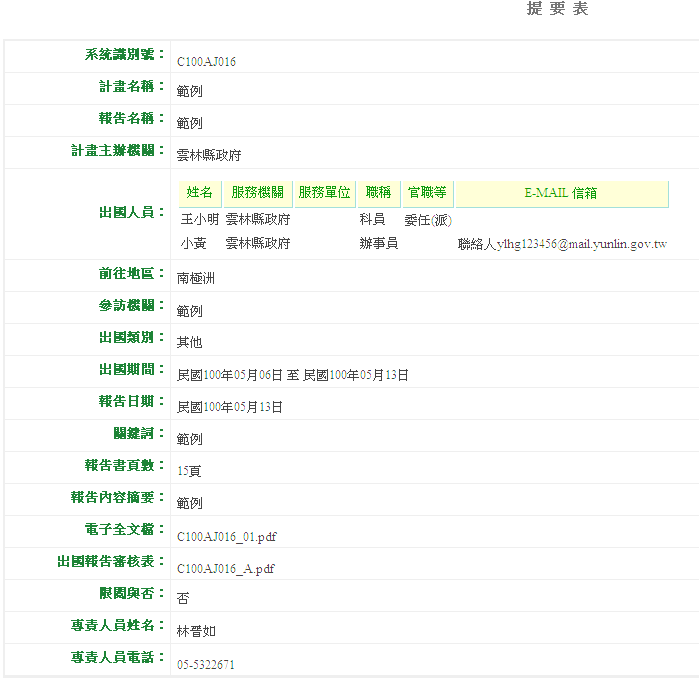 提 要 表
系統識別號： C100AJ016
計畫名稱： 範例
報告名稱： 範例
計畫主辦機關： 雲林縣政府
出國人員：
姓名 服務機關 服務單位 職稱 官職等 E-MAIL 信箱
王小明 雲林縣政府 科員 委任(派)
小黃 雲林縣政府 辦事員 聯絡人ylhg123456@mail.yunlin.gov.tw
前往地區： 南極洲
參訪機關： 範例
出國類別： 其他
出國期間： 民國100年05月06日 至 民國100年05月13日
報告日期： 民國100年05月13日
關鍵詞： 範例
報告書頁數： 15頁
報告內容摘要： 範例
電子全文檔： C100AJ016_01.pdf
出國報告審核表： C100AJ016_A.pdf
限閱與否： 否
專責人員姓名： 林晉如
專責人員電話： 05-5322671